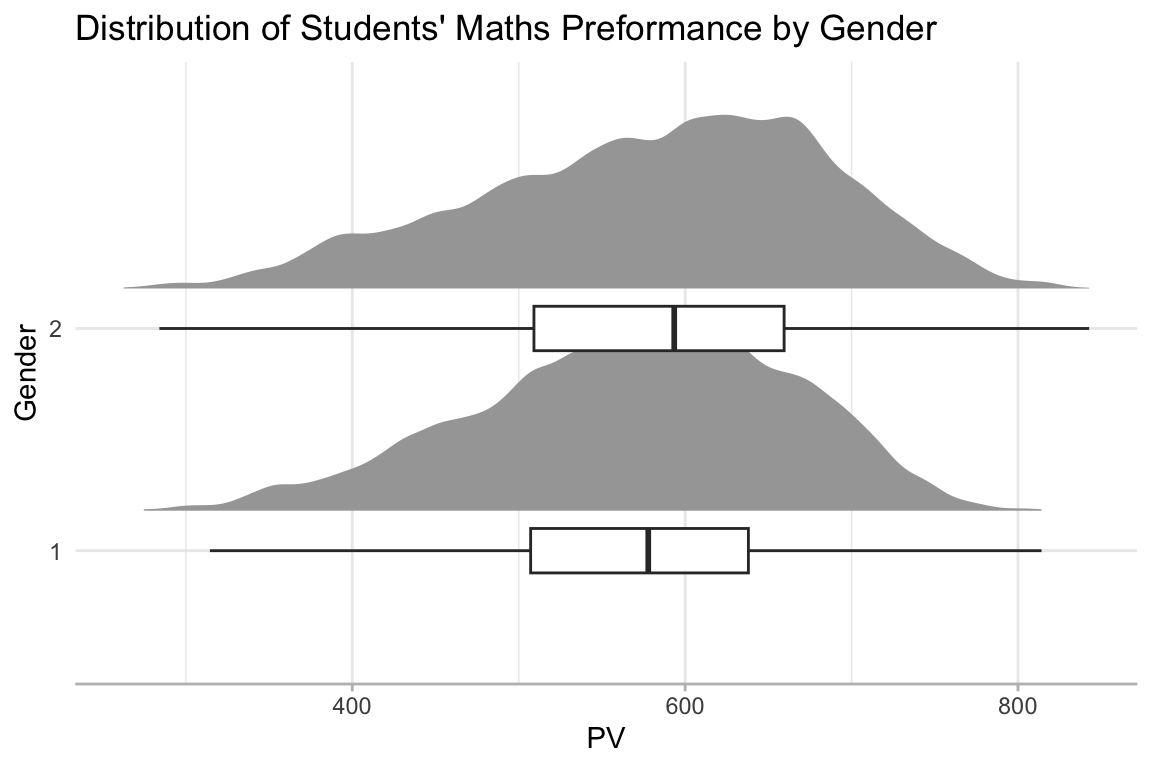 Distribution of Students' Maths Preformance by Gender
Gender
2
1
400 600 800
PV